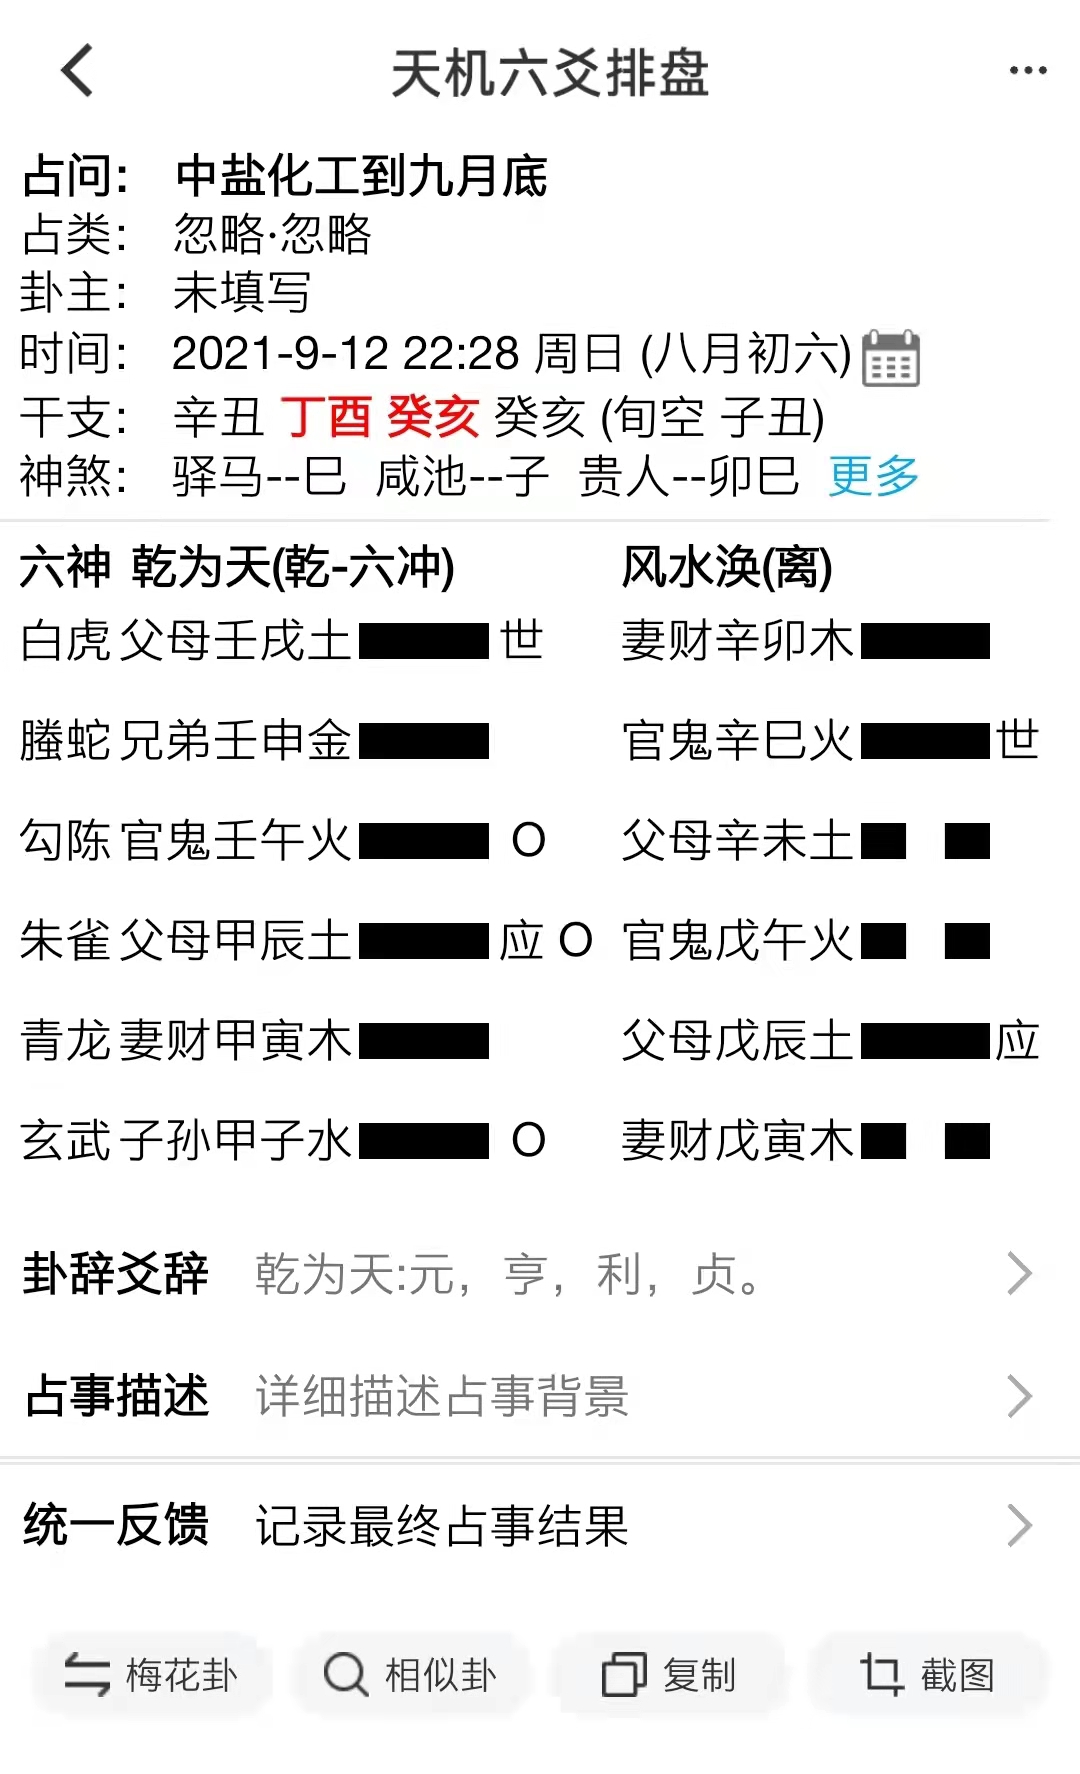 天机六爻排盘
占问： 中盐化工到九月底
占类： 忽略·忽略
卦主： 未填写
时间： 2021-9-12 22:28 周日 (八月初六)
干支： 辛丑 丁酉 癸亥 癸亥 (旬空 子丑)
神煞： 驿马--巳 咸池--子 贵人--卯巳 更多
六神 乾为天(乾-六冲) 风水涣(离)
白虎 父母壬戌土 世 妻财辛卯木
螣蛇 兄弟壬申金 官鬼辛巳火 世
勾陈 官鬼壬午火 O 父母辛未土
朱雀 父母甲辰土 应 O 官鬼戊午火
青龙 妻财甲寅木 父母戊辰土 应
玄武 子孙甲子水 O 妻财戊寅木
卦辞爻辞 乾为天:元，亨，利，贞。
占事描述 详细描述占事背景
统一反馈 记录最终占事结果
梅花卦 相似卦 复制 截图